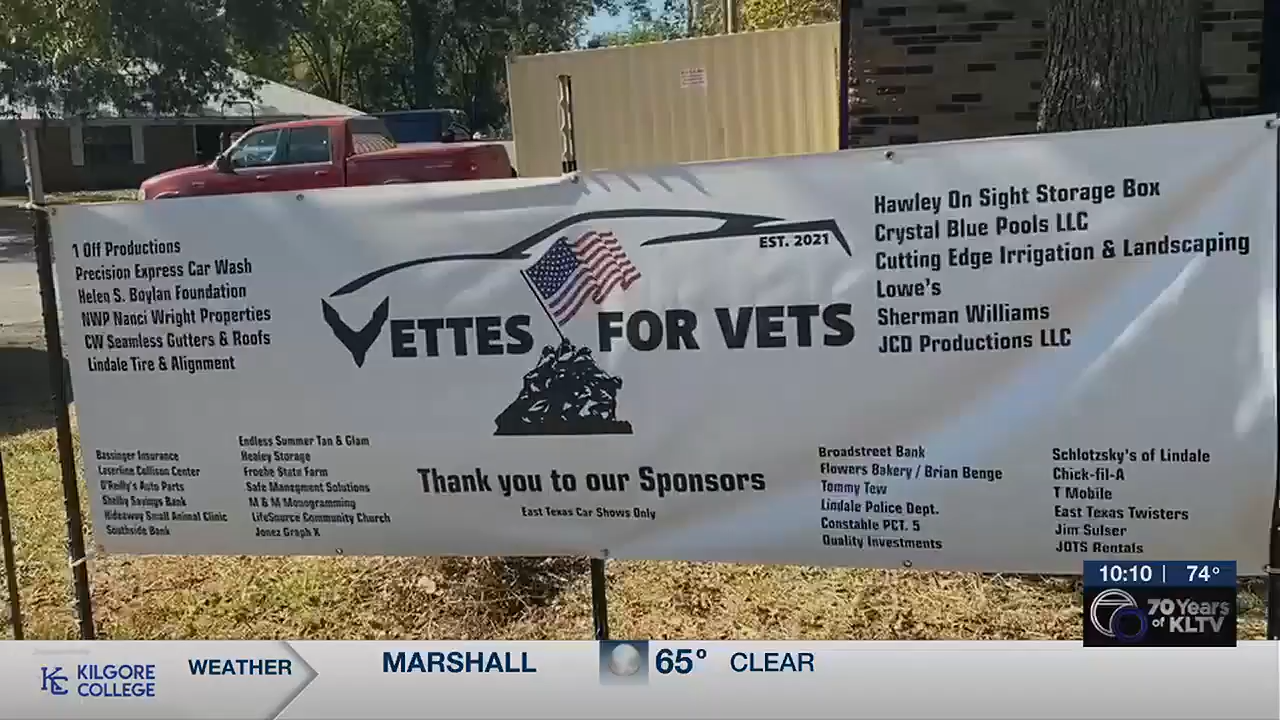 1 Off Productions
Precision Express Car Wash
Helen S. Boylan Foundation
NWP Nanci Wright Properties
CW Seamless Gutters & Roofs
Lindale Tire & Alignment
EST. 2021
VETTES FOR VETS
Hawley On Sight Storage Box
Crystal Blue Pools LLC
Cutting Edge Irrigation & Landscaping
Lowe's
Sherman Williams
JCD Productions LLC
Bassinger Insurance
Laserline Collison Center
O'Reilly's Auto Parts
Shelby Savings Bank
Hideaway Small Animal Clinic
Southside Bank
Endless Summer Tan & Glam
Healey Storage
Froehe State Farm
Safe Managment Solutions
M & M Monogramming
LifeSource Community Church
Jonez Graph X
Thank you to our Sponsors
East Texas Car Shows Only
Broadstreet Bank
Flowers Bakery / Brian Benge
Tommy Tew
Lindale Police Dept.
Constable PCT. 5
Quality Investments
Schlotzsky's of Lindale
Chick-fil-A
T Mobile
East Texas Twisters
Jim Sulser
JOTS Rentals
10:10 | 74°
7 70 Years
of KLTV
KC KILGORE
COLLEGE
WEATHER
MARSHALL 65° CLEAR